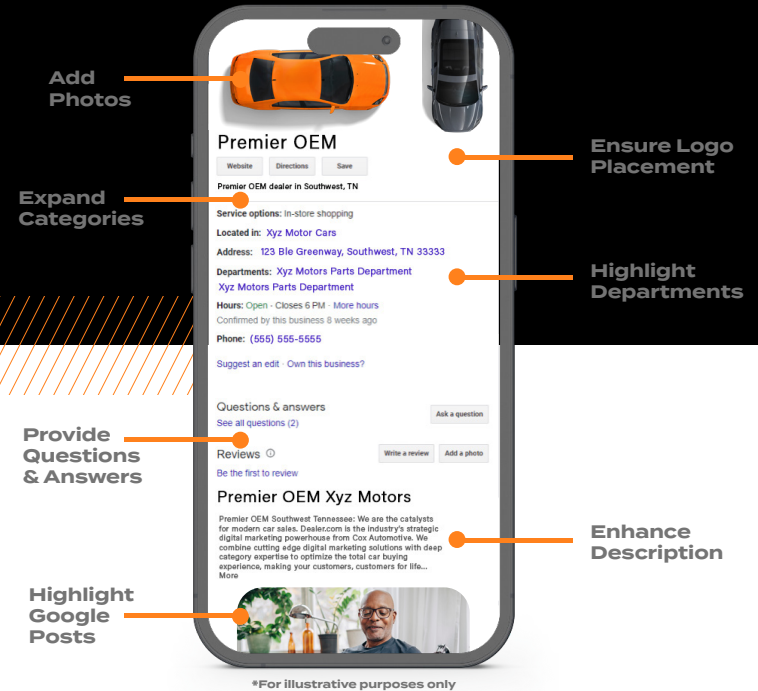 Add
Photos
Premier OEM
Website Directions Save
Premier OEM dealer in Southwest, TN
Ensure Logo
Placement
Expand
Categories
Service options: In-store shopping
Located in: Xyz Motor Cars
Address: 123 Ble Greenway, Southwest, TN 33333
Departments: Xyz Motors Parts Department
Xyz Motors Parts Department
Highlight
Departments
Hours: Open - Closes 6 PM · More hours
Confirmed by this business 8 weeks ago
Phone: (555) 555-5555
Suggest an edit · Own this business?
Questions & answers
Ask a question
See all questions (2)
Provide
Questions
& Answers
Reviews
Write a review Add a photo
Be the first to review
Premier OEM Xyz Motors
Premier OEM Southwest Tennessee: We are the catalysts
for modern car sales. Dealer.com is the industry's strategic
digital marketing powerhouse from Cox Automotive. We
combine cutting edge digital marketing solutions with deep
category expertise to optimize the total car buying
experience, making your customers, customers for life...
More
Enhance
Description
Highlight
Google
Posts
*For illustrative purposes only